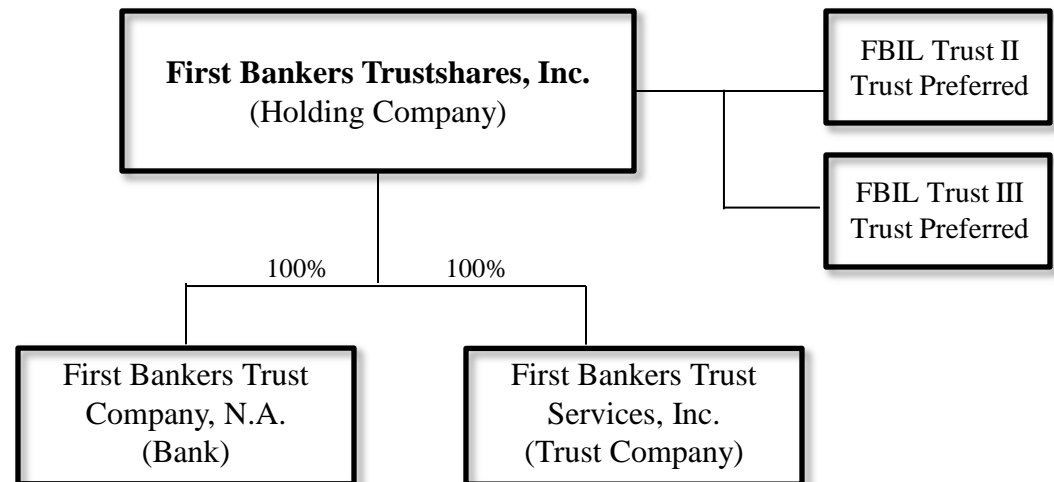 First Bankers Trustshares, Inc.
(Holding Company)
FBIL Trust II
Trust Preferred
FBIL Trust III
Trust Preferred
100%
100%
First Bankers Trust
Company, N.A.
(Bank)
First Bankers Trust
Services, Inc.
(Trust Company)